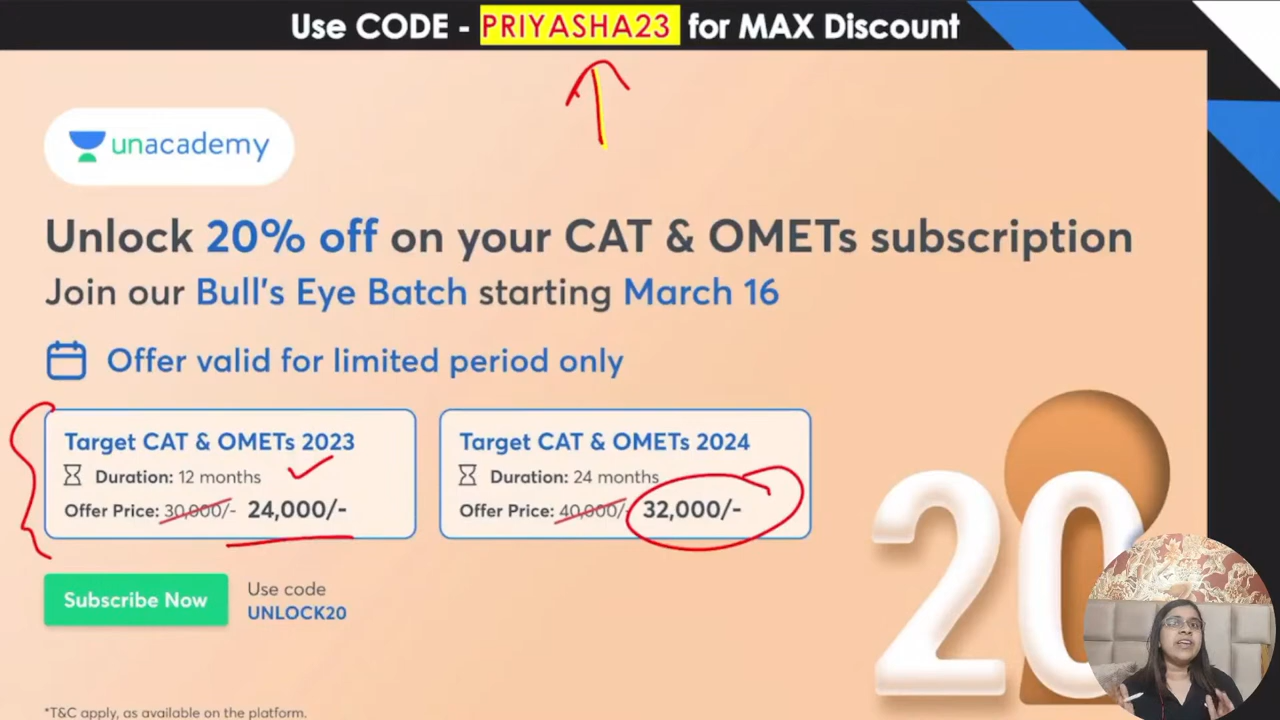 Use CODE - PRIYASHA23 for MAX Discount
unacademy
Unlock 20% off on your CAT & OMETs subscription
Join our Bull's Eye Batch starting March 16
Offer valid for limited period only
Target CAT & OMETs 2023
Duration: 12 months
Offer Price: 30,000/- 24,000/-
Target CAT & OMETs 2024
Duration: 24 months
Offer Price: 40,000/- 32,000/-
Subscribe Now
Use code
UNLOCK20
20
*T&C apply, as available on the platform.